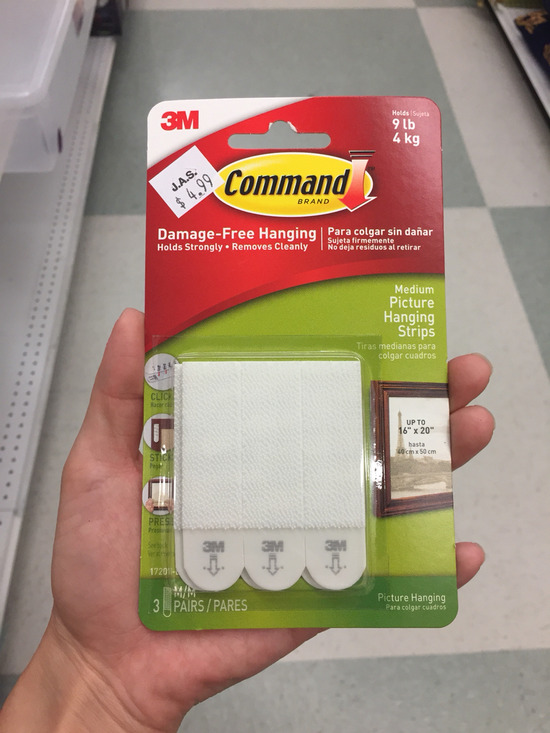 3M
Holds | Sujeta
9 lb
4 kg
J.A.S.
$ 4.99
Command
BRAND
Damage-Free Hanging
Holds Strongly • Removes Cleanly
Para colgar sin dañar
Sujeta firmemente
No deja residuos al retirar
Medium
Picture
Hanging
Strips
Tiras medianas para
colgar cuadros
CLICK
STICK
PRESS
UP TO
16" x 20"
hasta
40 cm x 50 cm
3M 3M 3M
17201
M/M
3 PAIRS / PARES
Picture Hanging
Para colgar cuadros